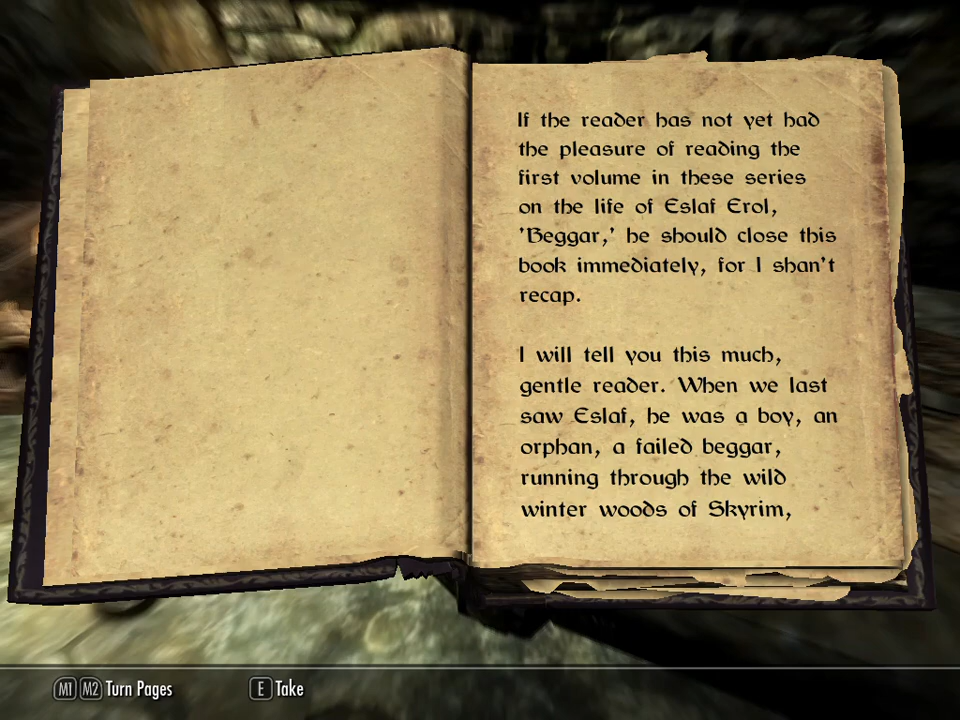 If the reader has not yet had
the pleasure of reading the
first volume in these series
on the life of Eslaf Erol,
'Beggar,' he should close this
book immediately, for I shan't
recap.
I will tell you this much,
gentle reader. When we last
saw Eslaf, he was a boy, an
orphan, a failed beggar,
running through the wild
winter woods of Skyrim,
M1 M2 Turn Pages
E Take